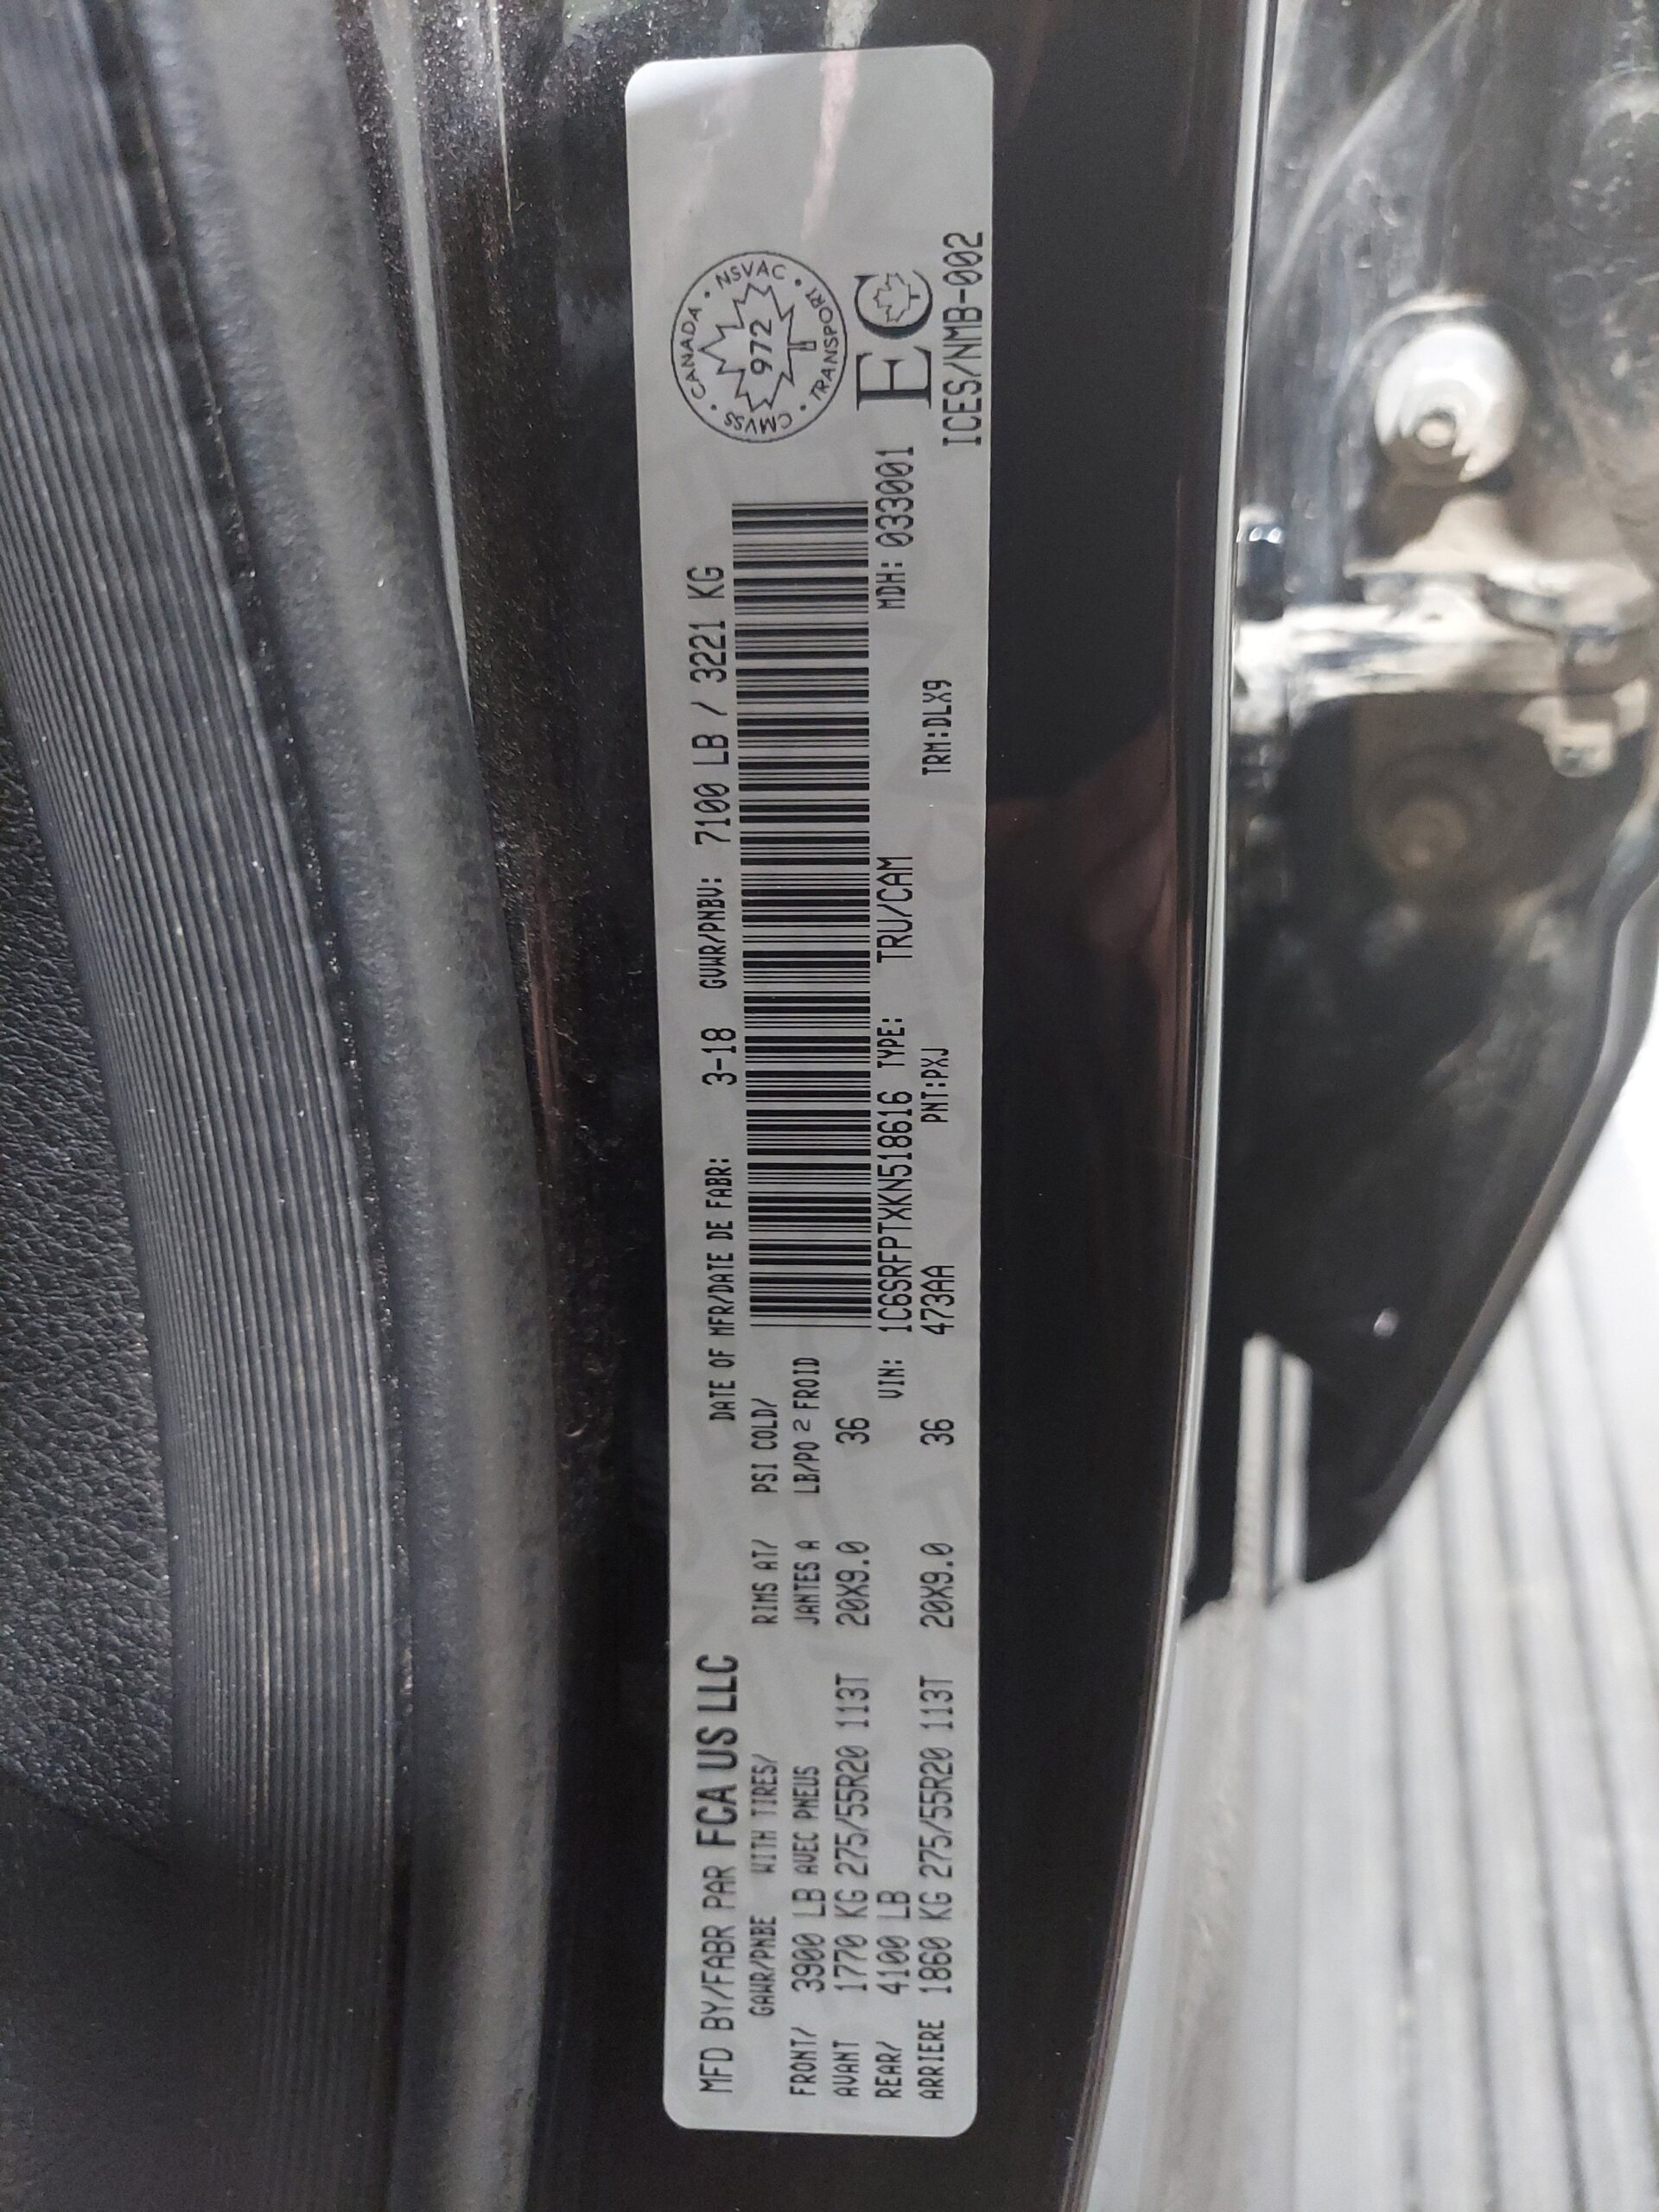 MFD BY/FABR PAR FCA US LLC
DATE OF MFR/DATE DE FABR: 3-18 GVWR/PNBV: 7100 LB / 3221 KG
GAWR/PNBE WITH TIRES/ RIMS AT/ PSI COLD/
FRONT/ 3900 LB AVEC PNEUS JANTES A LB/PO 2 FROID
AVANT 1770 KG 275/55R20 113T 20X9.0 36
REAR/ 4100 LB
ARRIERE 1860 KG 275/55R20 113T 20X9.0 36
VIN: 1C6SRFPTXKN518616 TYPE: TRU/CAM MDH: 033001
473AA PNT:PXJ TRM:DLX9
CANADA • NSVAC • TRANSPORT • CMVSS •
972
EC
ICES/NMB-002